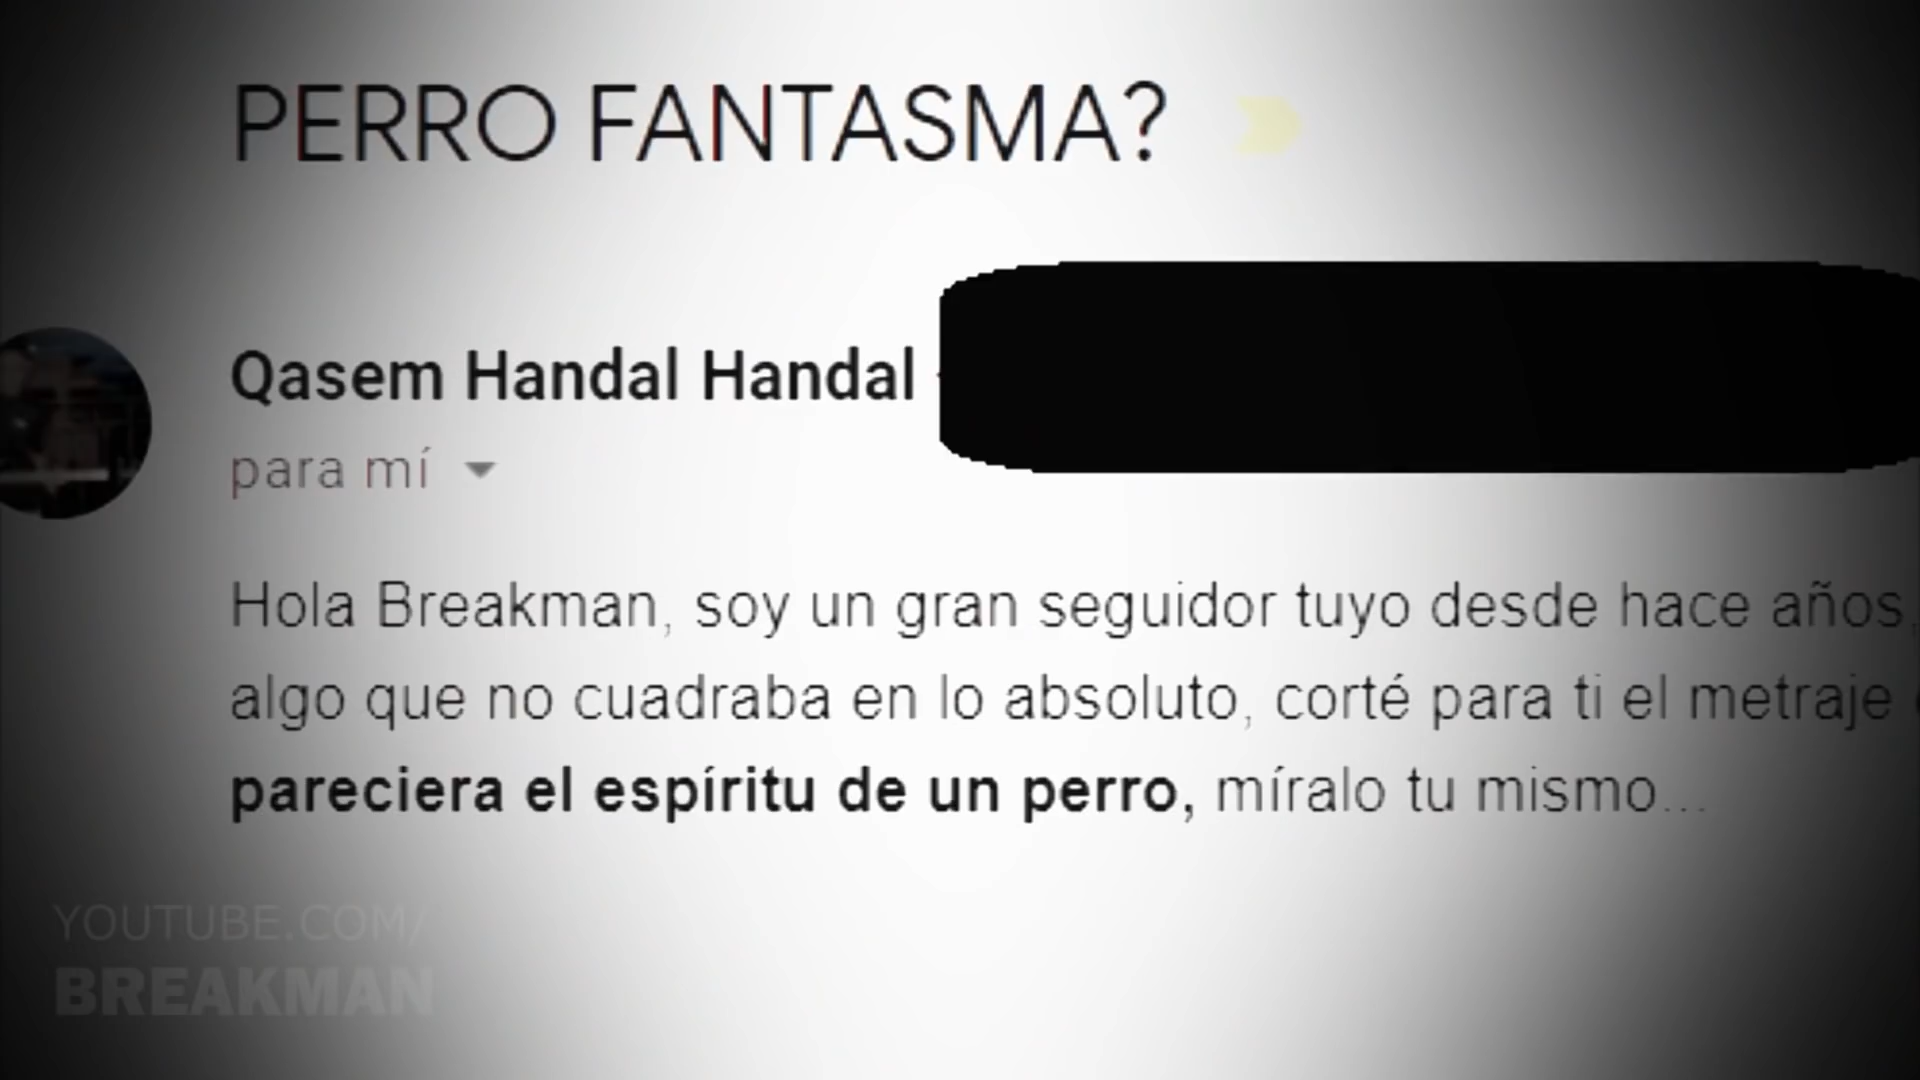 PERRO FANTASMA?
Qasem Handal Handal
para mí
Hola Breakman, soy un gran seguidor tuyo desde hace años,
algo que no cuadraba en lo absoluto, corté para ti el metraje
pareciera el espíritu de un perro, míralo tu mismo...
YOUTUBE.COM/
BREAKMAN